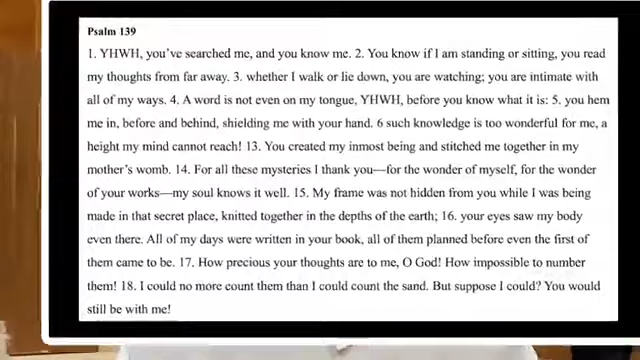 Psalm 139
1. YHWH, you've searched me, and you know me. 2. You know if I am standing or sitting, you read
my thoughts from far away. 3. whether I walk or lie down, you are watching; you are intimate with
all of my ways. 4. A word is not even on my tongue, YHWH, before you know what it is: 5. you hem
me in, before and behind, shielding me with your hand. 6 such knowledge is too wonderful for me, a
height my mind cannot reach! 13. You created my inmost being and stitched me together in my
mother's womb. 14. For all these mysteries I thank you—for the wonder of myself, for the wonder
of your works—my soul knows it well. 15. My frame was not hidden from you while I was being
made in that secret place, knitted together in the depths of the earth; 16. your eyes saw my body
even there. All of my days were written in your book, all of them planned before even the first of
them came to be. 17. How precious your thoughts are to me, O God! How impossible to number
them! 18. I could no more count them than I could count the sand. But suppose I could? You would
still be with me!